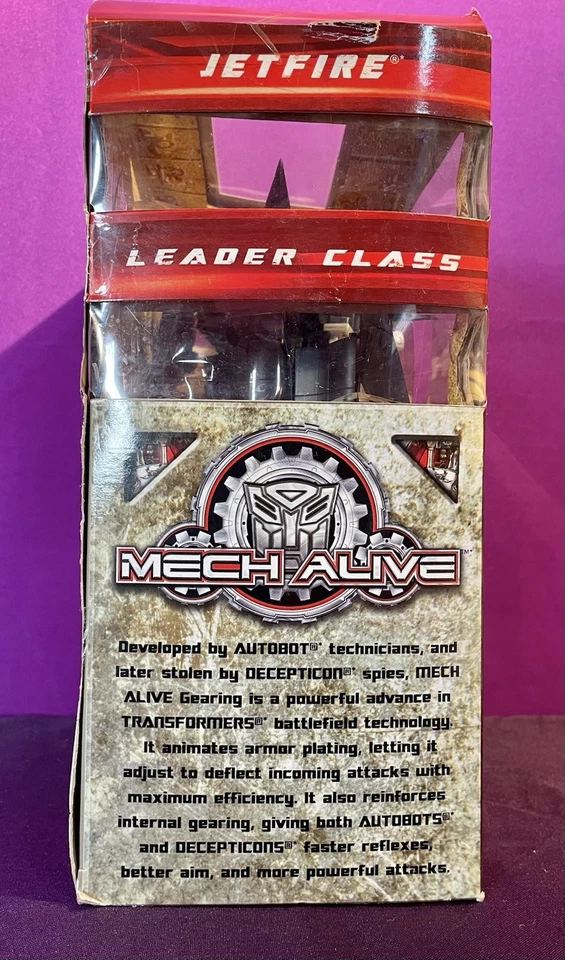 JETFIRE®*
LEADER CLASS
MECH ALIVE™*
Developed by AUTOBOT®* technicians, and
later stolen by DECEPTICON®* spies, MECH
ALIVE Gearing is a powerful advance in
TRANSFORMERS®* battlefield technology.
It animates armor plating, letting it
adjust to deflect incoming attacks with
maximum efficiency. It also reinforces
internal gearing, giving both AUTOBOTS®*
and DECEPTICONS®* faster reflexes,
better aim, and more powerful attacks.